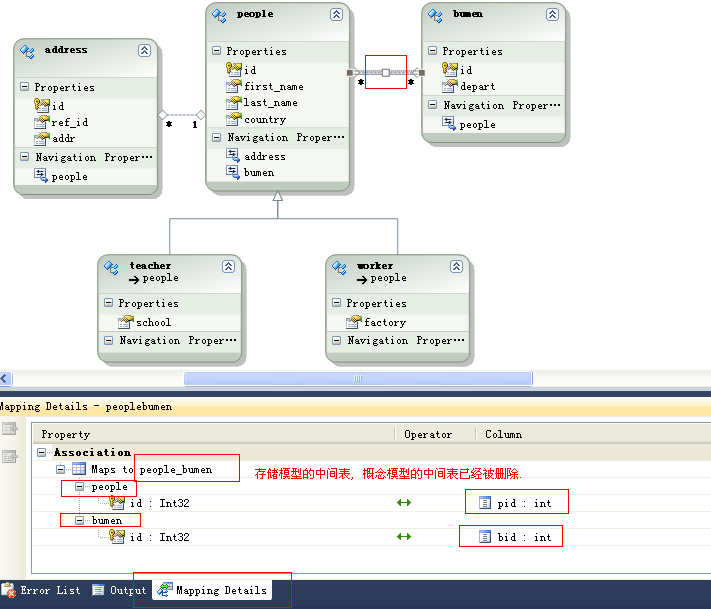 people
bumen
address
Properties
id
first_name
last_name
country
Navigation Proper···
address
bumen
Properties
id
depart
Navigation Proper···
people
Properties
id
ref_id
addr
Navigation Proper···
people
*
1
*
*
teacher
people
Properties
school
Navigation Proper···
worker
people
Properties
factory
Navigation Proper···
Mapping Details - peoplebumen
Property Operator Column
Association
Maps to people_bumen
存储模型的中间表, 概念模型的中间表已经被删除.
people
id : Int32 pid : int
bumen
id : Int32 bid : int
Error List Output Mapping Details